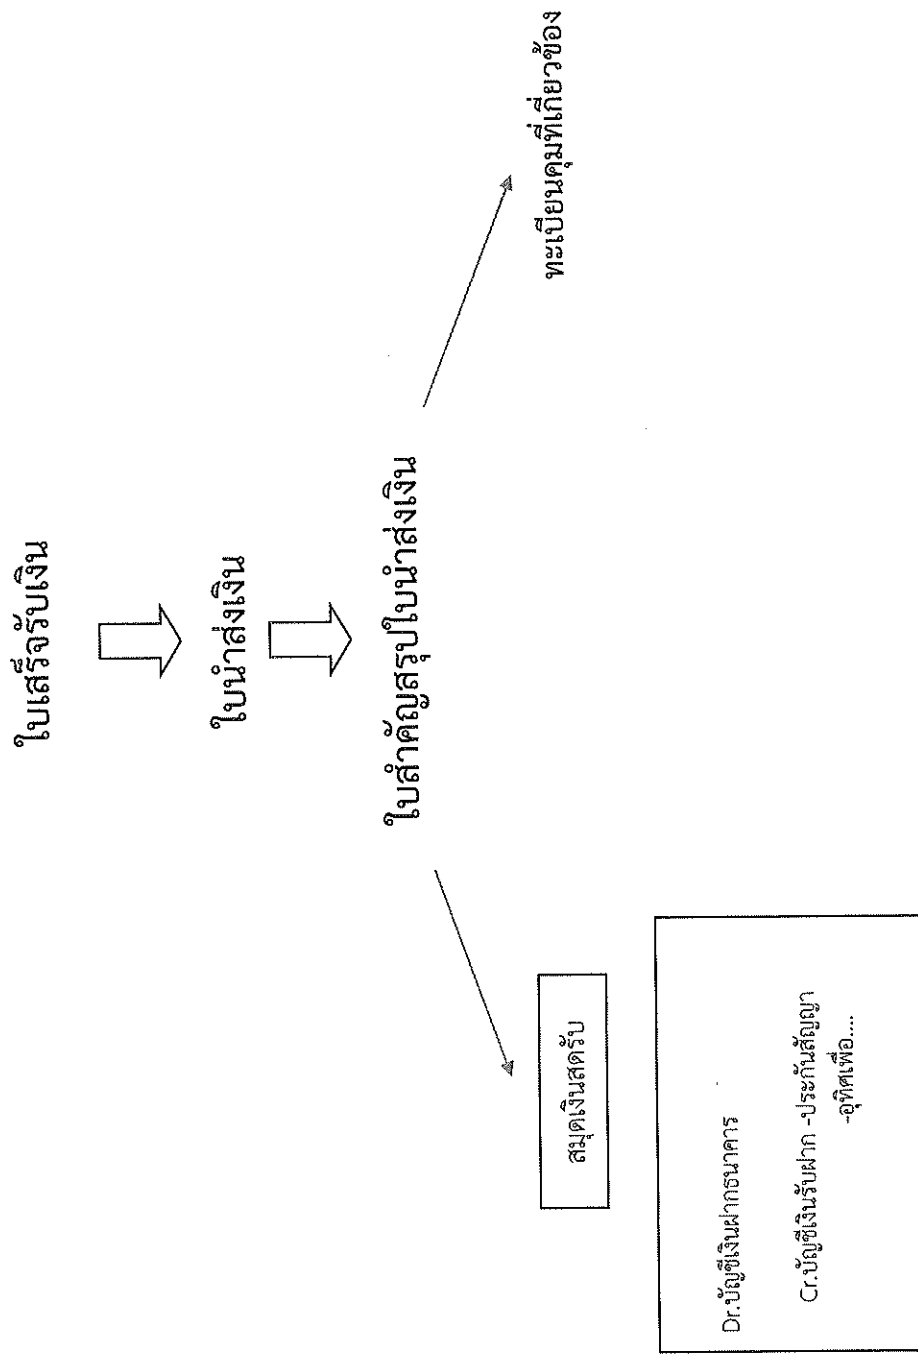 ใบเสร็จรับเงิน
ใบนำส่งเงิน
ใบสำคัญสรุปใบนำส่งเงิน
สมุดเงินสดรับ
ทะเบียนคุมที่เกี่ยวข้อง
Dr.บัญชีเงินฝากธนาคาร
Cr.บัญชีเงินรับฝาก -ประกันสัญญา
-อุทิศเพื่อ....